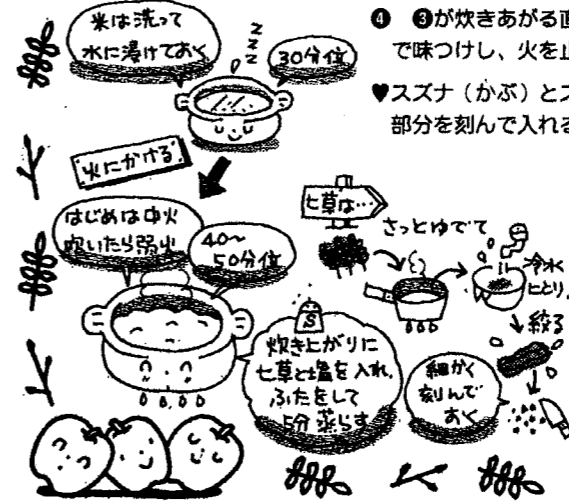 ❹ ❸が炊きあがる直
で味つけし、火を止
♥スズナ（かぶ）とス
部分を刻んで入れる
米は洗って
水に浸けておく
zzz
30分位
火にかける
はじめは中火
吹いたら弱火
40〜
50分位
七草は…
さっとゆでて
冷水
にとり、
絞る
細かく
刻んで
おく
S
炊き上がりに
七草と塩を入れ、
ふたをして
5分蒸らす